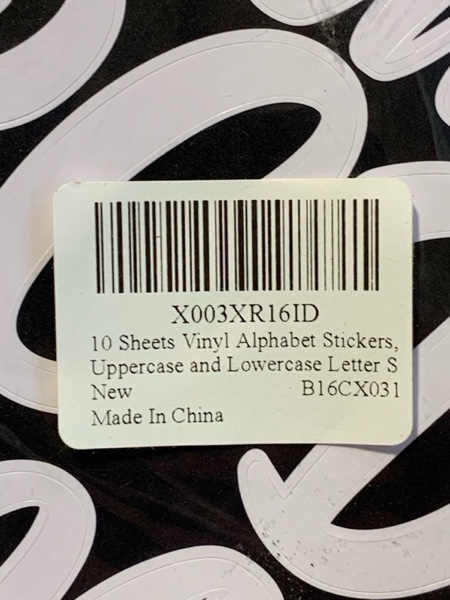 X003XR16ID
10 Sheets Vinyl Alphabet Stickers,
Uppercase and Lowercase Letter S
New B16CX031
Made In China